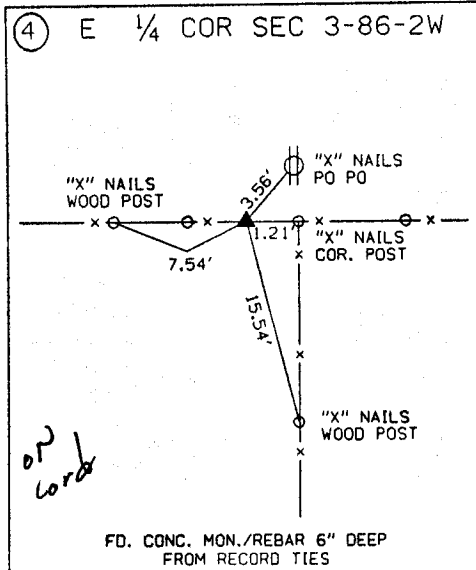 ④ E 1/4 COR SEC 3-86-2W
"X" NAILS
PO PO
"X" NAILS
WOOD POST
3.56'
1.21'
"X" NAILS
COR. POST
7.54'
15.54'
"X" NAILS
WOOD POST
or
FD. CONC. MON./REBAR 6" DEEP
FROM RECORD TIES